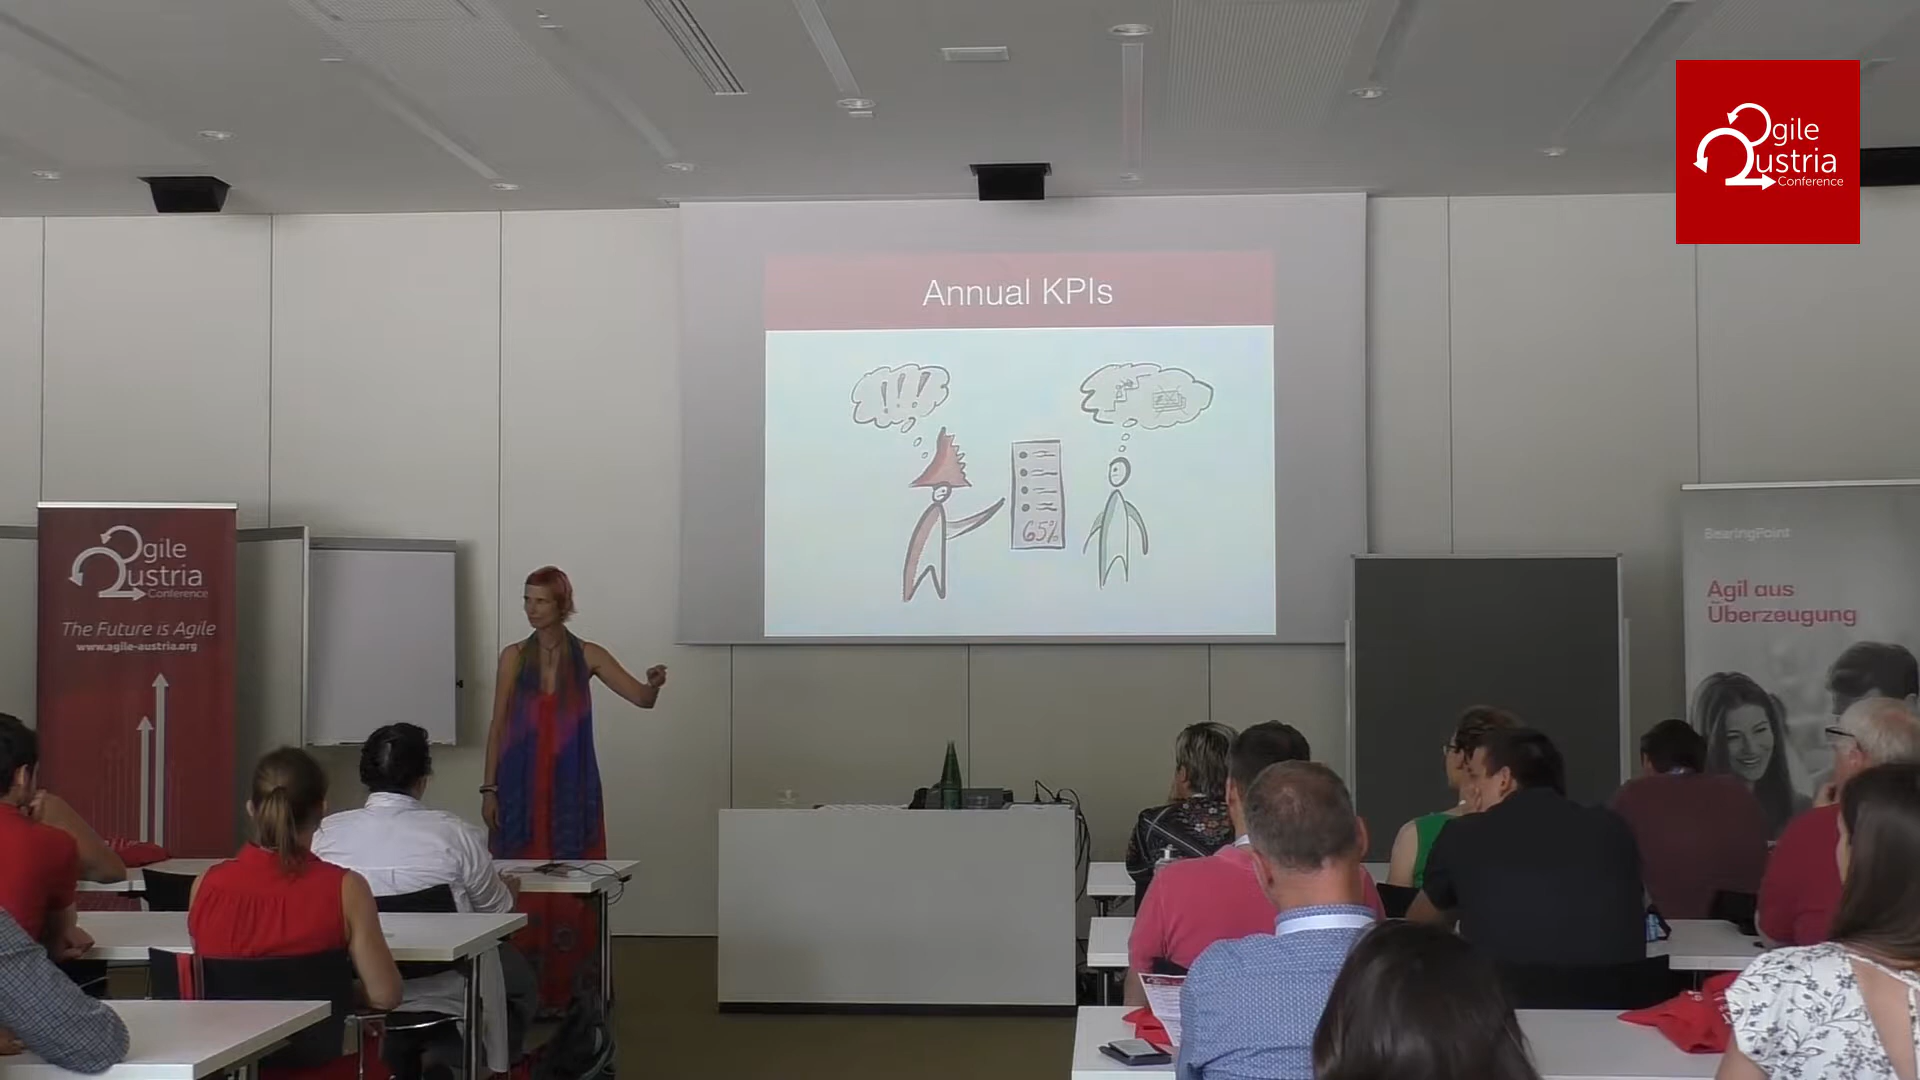 Agile
Austria
Conference
Annual KPIs
! ! !
65%
Agile
Austria
Conference
The Future is Agile
www.agile-austria.org
BearingPoint
Agil aus
Überzeugung